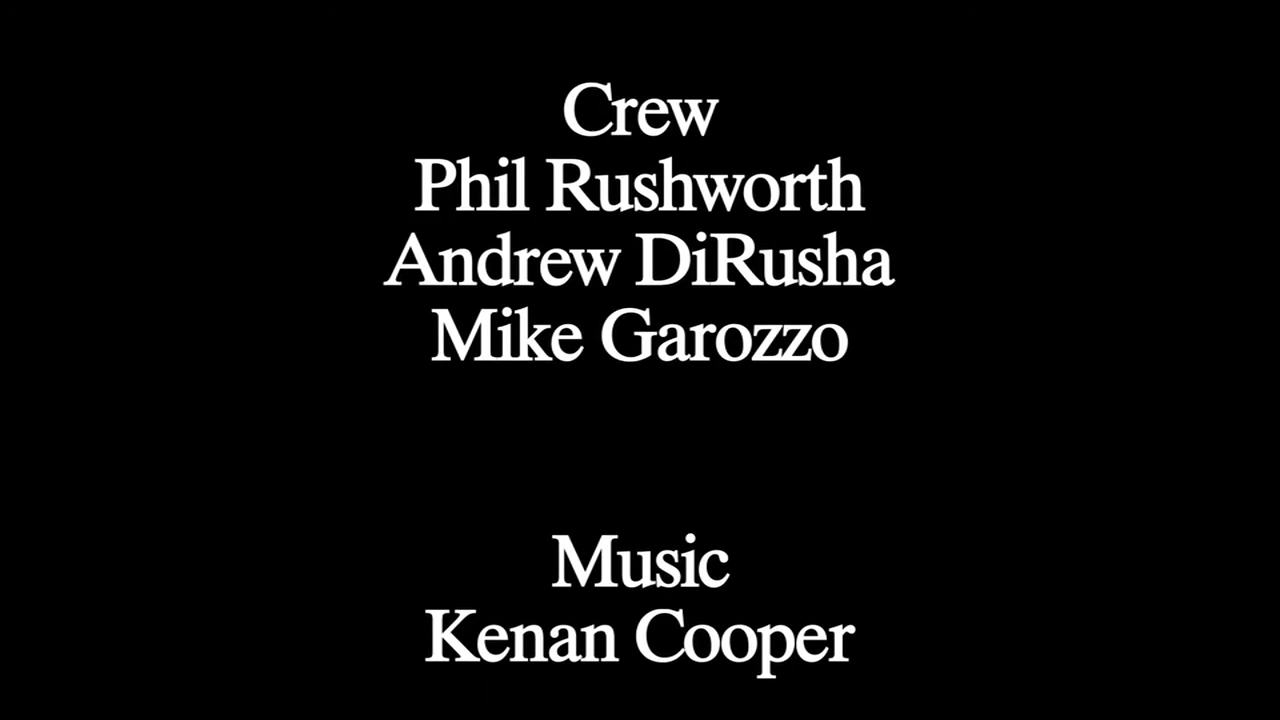 Crew
Phil Rushworth
Andrew DiRusha
Mike Garozzo
Music
Kenan Cooper